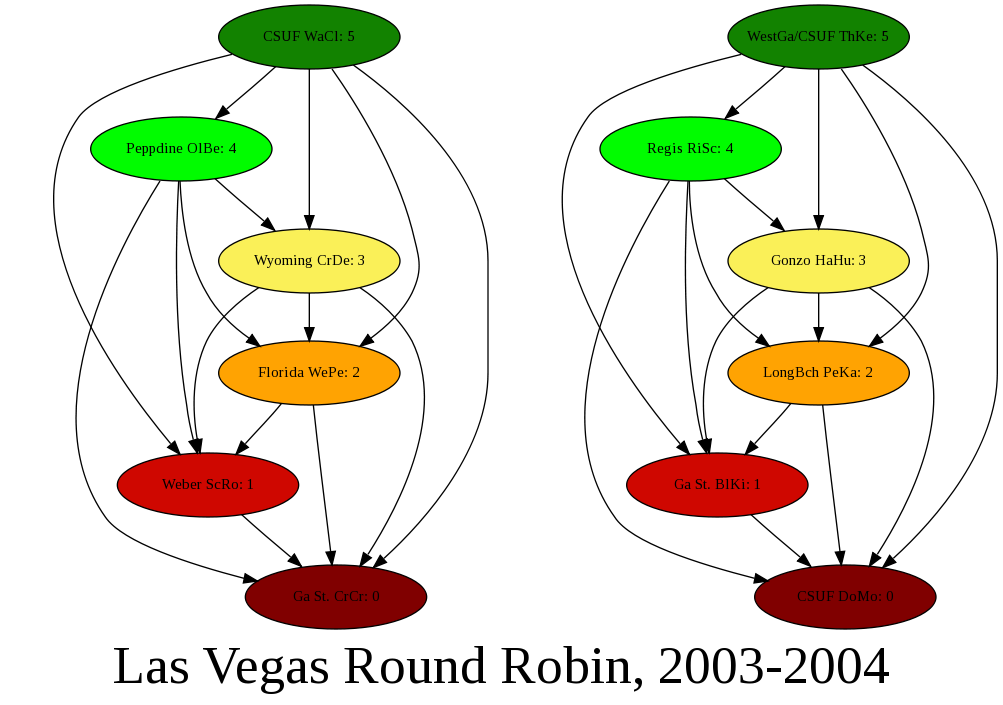 CSUF WaCl: 5
Peppdine OlBe: 4
Wyoming CrDe: 3
Florida WePe: 2
Weber ScRo: 1
Ga St. CrCr: 0
WestGa/CSUF ThKe: 5
Regis RiSc: 4
Gonzo HaHu: 3
LongBch PeKa: 2
Ga St. BlKi: 1
CSUF DoMo: 0
Las Vegas Round Robin, 2003-2004